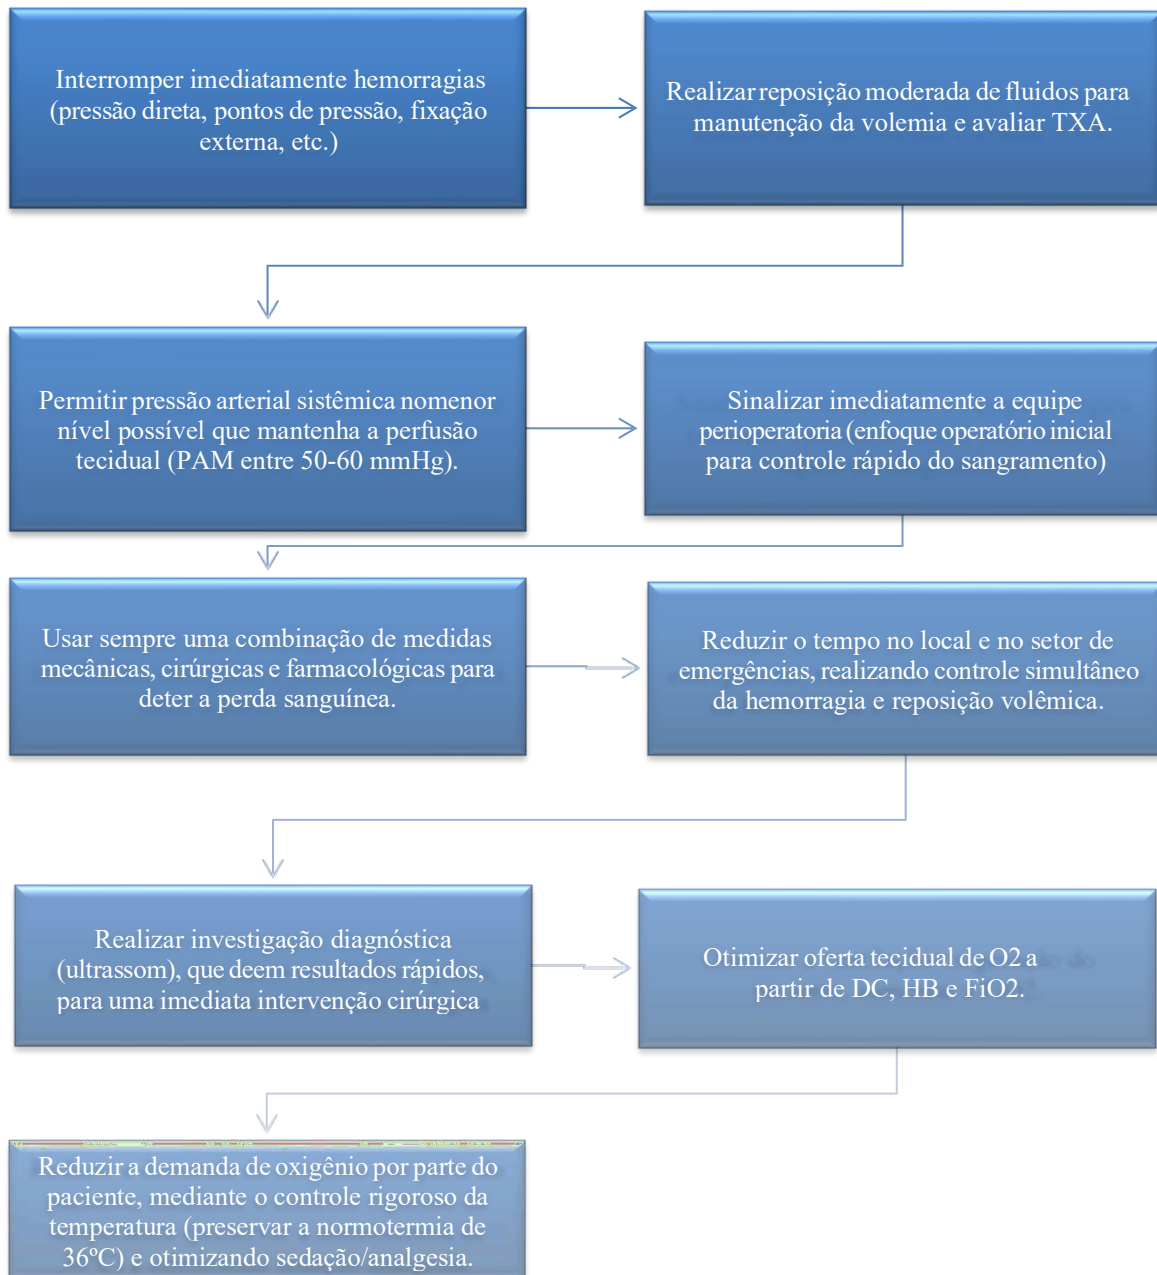 Interromper imediatamente hemorragias
(pressão direta, pontos de pressão, fixação
externa, etc.)
Realizar reposição moderada de fluidos para
manutenção da volemia e avaliar TXA.
Permitir pressão arterial sistêmica nomenor
nível possível que mantenha a perfusão
tecidual (PAM entre 50-60 mmHg).
Sinalizar imediatamente a equipe
perioperatoria (enfoque operatório inicial
para controle rápido do sangramento)
Usar sempre uma combinação de medidas
mecânicas, cirúrgicas e farmacológicas para
deter a perda sanguínea.
Reduzir o tempo no local e no setor de
emergências, realizando controle simultâneo
da hemorragia e reposição volêmica.
Realizar investigação diagnóstica
(ultrassom), que deem resultados rápidos,
para uma imediata intervenção cirúrgica
Otimizar oferta tecidual de O2 a
partir de DC, HB e FiO2.
Reduzir a demanda de oxigênio por parte do
paciente, mediante o controle rigoroso da
temperatura (preservar a normotermia de
36ºC) e otimizando sedação/analgesia.